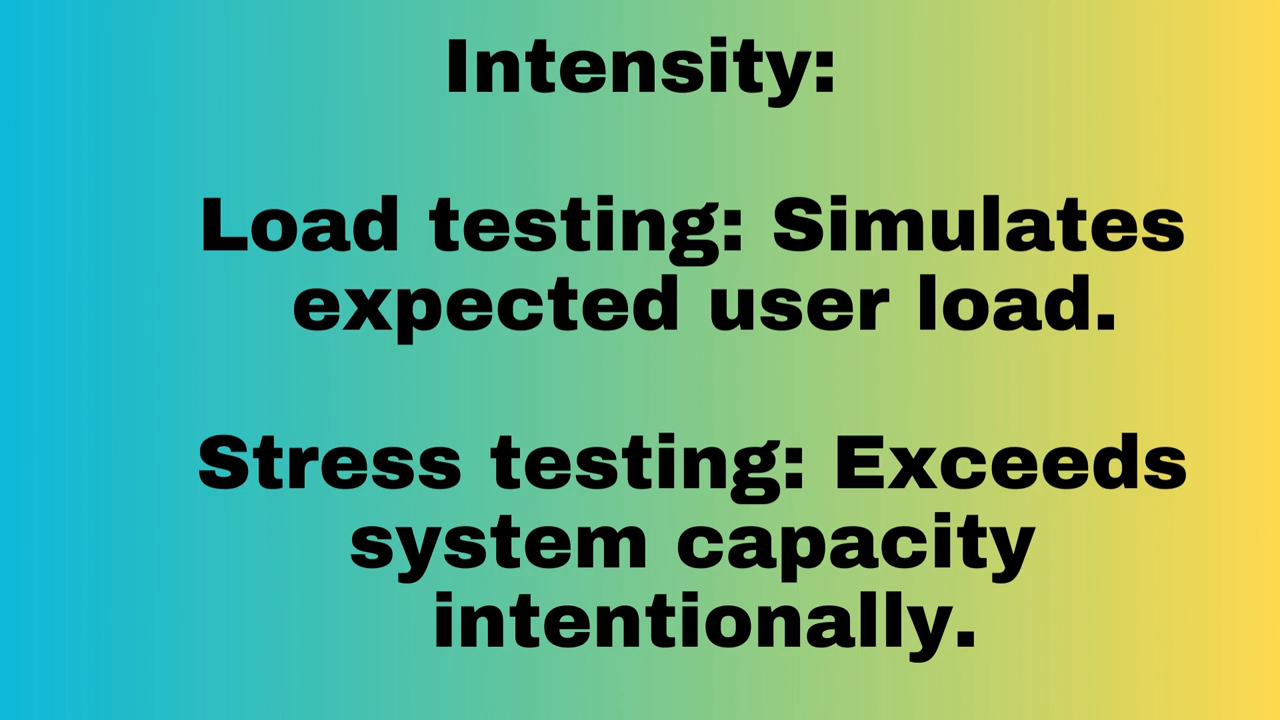 Intensity:
Load testing: Simulates
expected user load.
Stress testing: Exceeds
system capacity
intentionally.